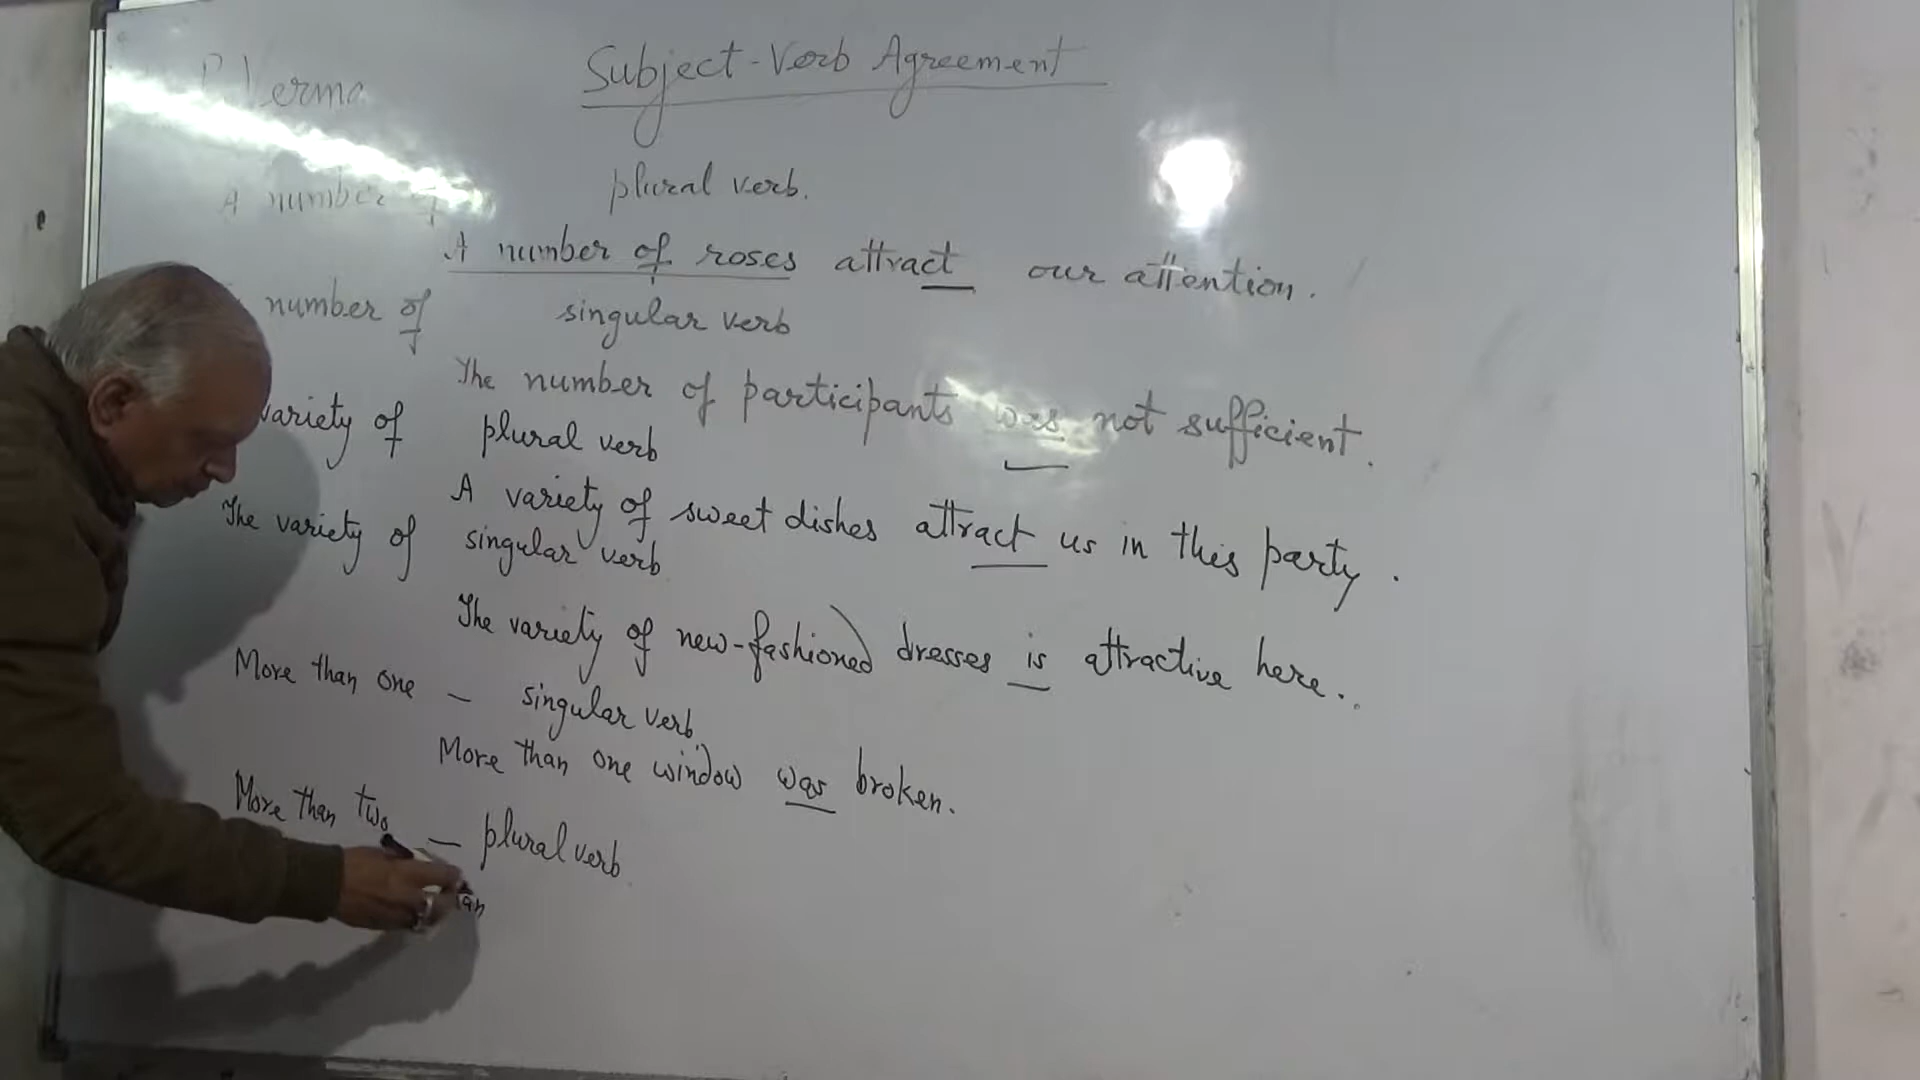 Subject-Verb Agreement
P Verma
A number of plural verb.
A number of roses attract our attention.
number of singular verb
The number of participants was not sufficient.
variety of plural verb
A variety of sweet dishes attract us in this party.
The variety of singular verb
The variety of new-fashioned dresses is attractive here.
More than one - singular verb
More than one window was broken.
More than two - plural verb